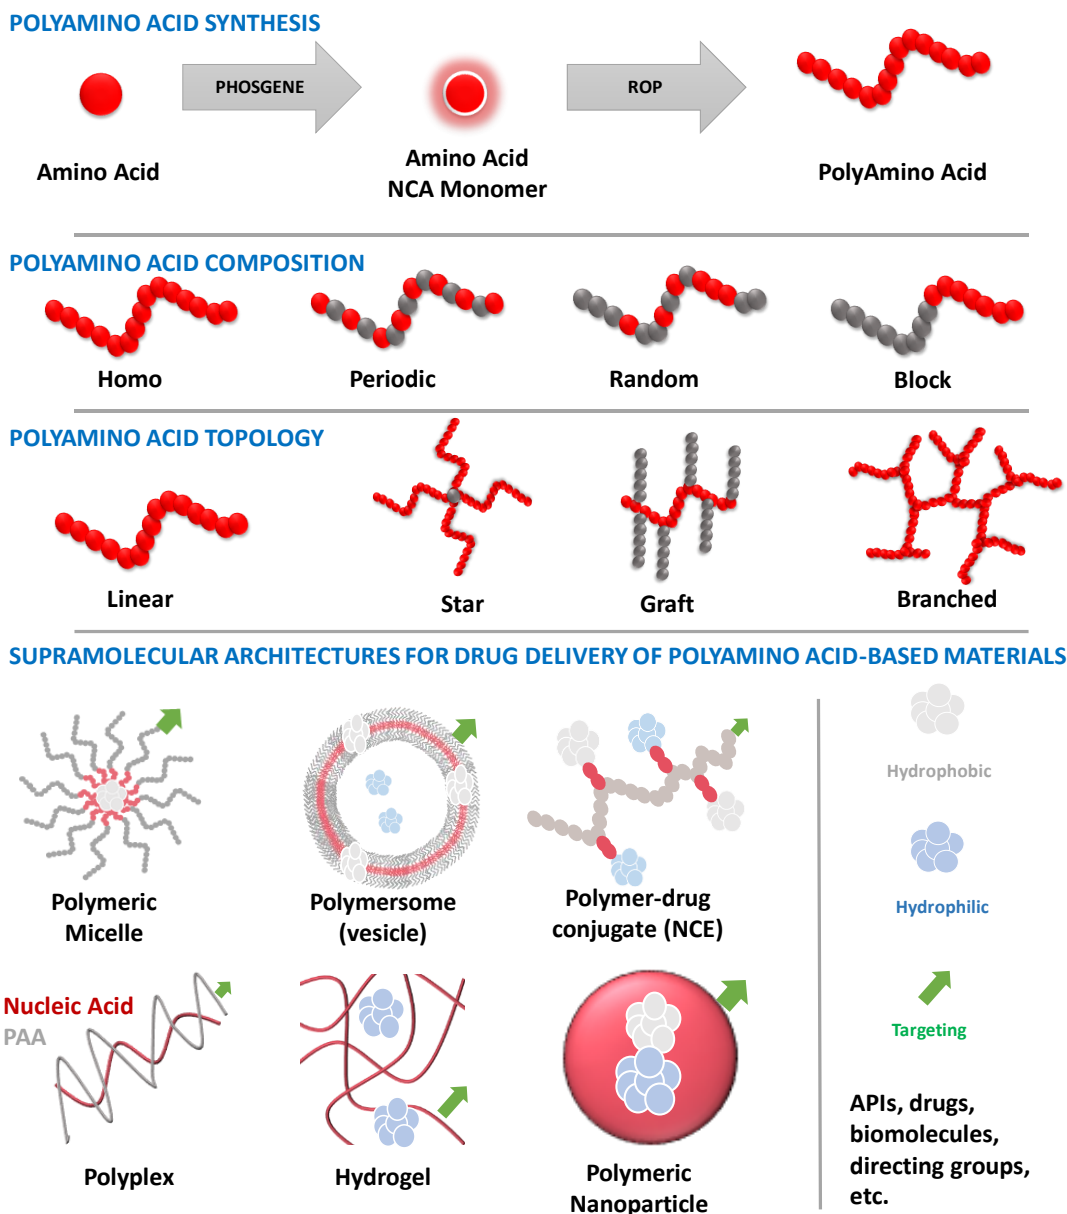 POLYAMINO ACID SYNTHESIS
PHOSGENE
ROP
Amino Acid
Amino Acid
NCA Monomer
PolyAmino Acid
POLYAMINO ACID COMPOSITION
Homo
Periodic
Random
Block
POLYAMINO ACID TOPOLOGY
Linear
Star
Graft
Branched
SUPRAMOLECULAR ARCHITECTURES FOR DRUG DELIVERY OF POLYAMINO ACID-BASED MATERIALS
Polymeric
Micelle
Polymersome
(vesicle)
Polymer-drug
conjugate (NCE)
Hydrophobic
Hydrophilic
Nucleic Acid
PAA
Polyplex
Hydrogel
Polymeric
Nanoparticle
Targeting
APIs, drugs,
biomolecules,
directing groups,
etc.